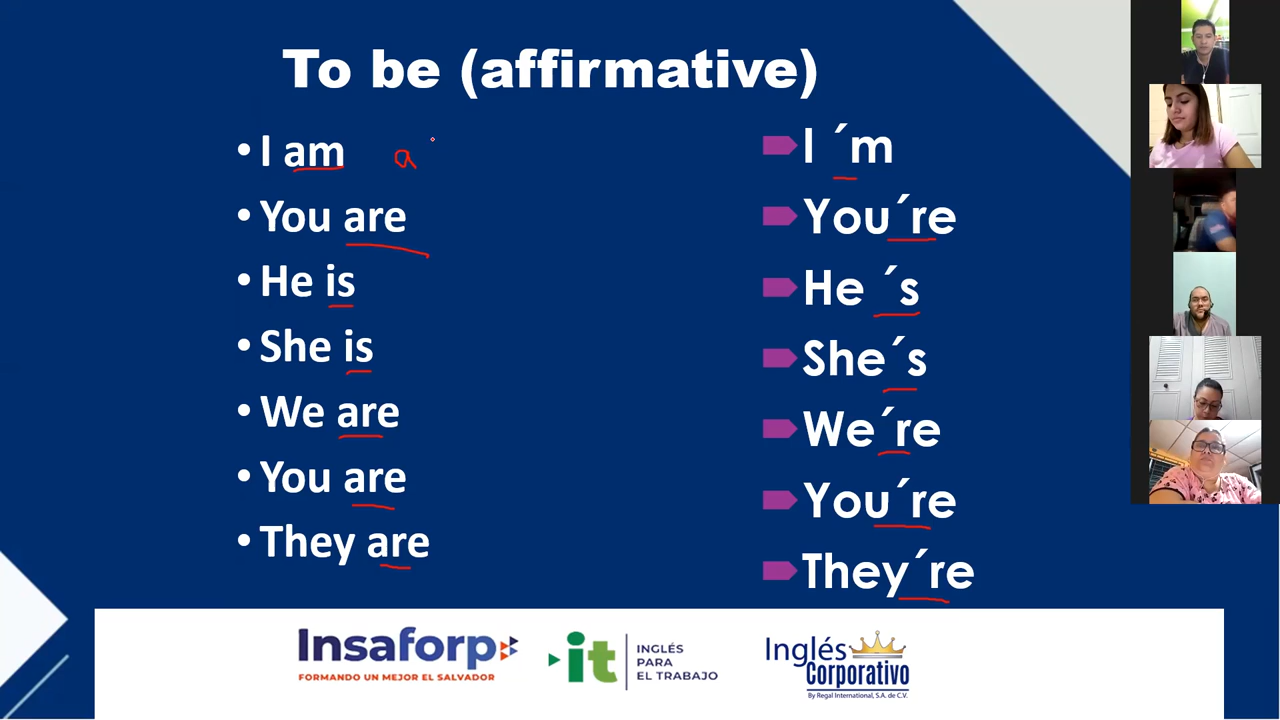 To be (affirmative)
• I am a
• You are
• He is
• She is
• We are
• You are
• They are
I ´m
You´re
He ´s
She´s
We´re
You´re
They´re
Insaforp
FORMANDO UN MEJOR EL SALVADOR
it
INGLÉS
PARA
EL TRABAJO
Inglés
Corporativo
By Regal International, S.A. de C.V.